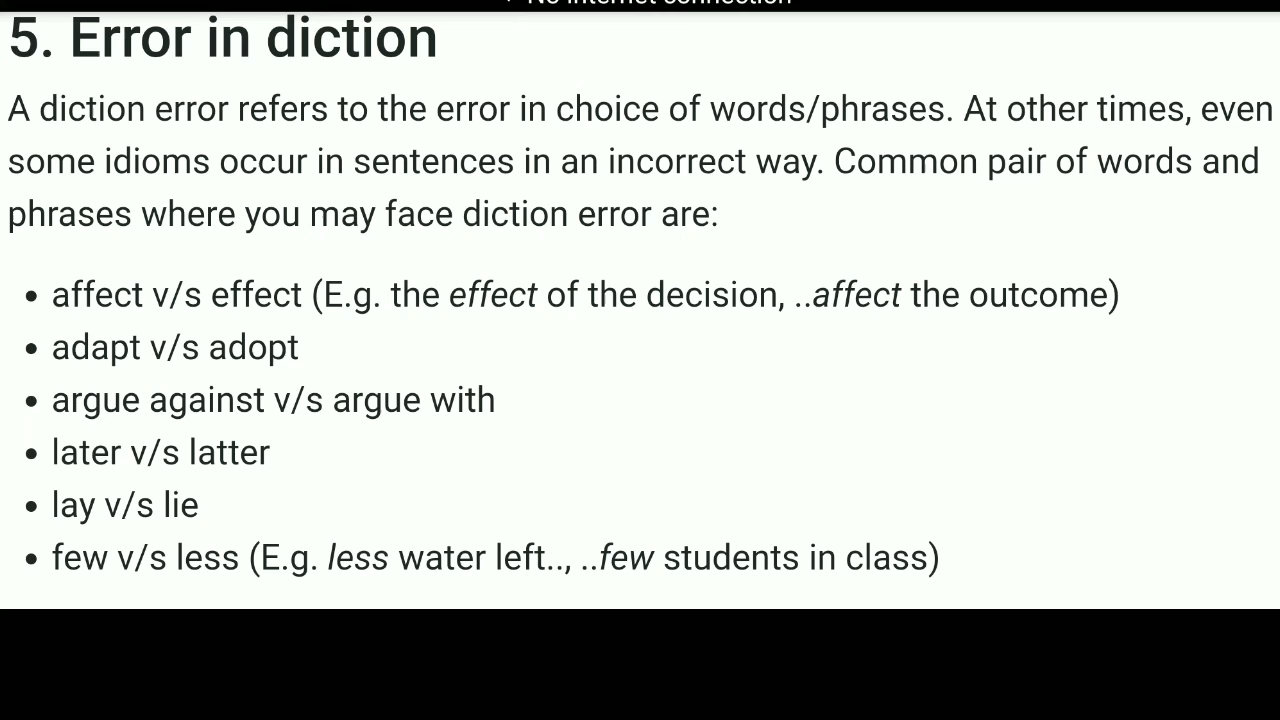 No internet connection
5. Error in diction
A diction error refers to the error in choice of words/phrases. At other times, even
some idioms occur in sentences in an incorrect way. Common pair of words and
phrases where you may face diction error are:
• affect v/s effect (E.g. the effect of the decision, ..affect the outcome)
• adapt v/s adopt
• argue against v/s argue with
• later v/s latter
• lay v/s lie
• few v/s less (E.g. less water left.., ..few students in class)